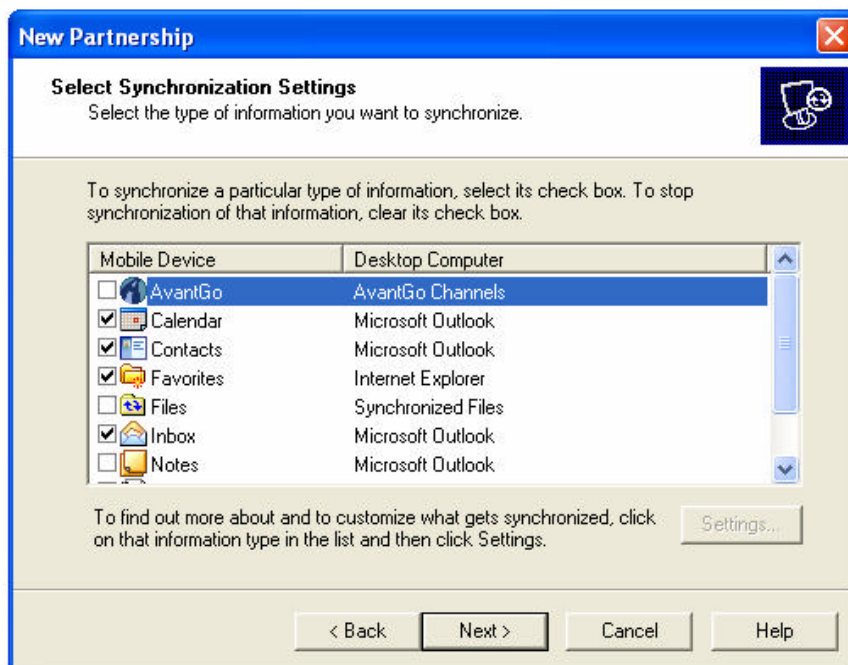 New Partnership
Select Synchronization Settings
Select the type of information you want to synchronize.
To synchronize a particular type of information, select its check box. To stop
synchronization of that information, clear its check box.
Mobile Device Desktop Computer
AvantGo AvantGo Channels
Calendar Microsoft Outlook
Contacts Microsoft Outlook
Favorites Internet Explorer
Files Synchronized Files
Inbox Microsoft Outlook
Notes Microsoft Outlook
To find out more about and to customize what gets synchronized, click
on that information type in the list and then click Settings.
Settings...
< Back Next > Cancel Help